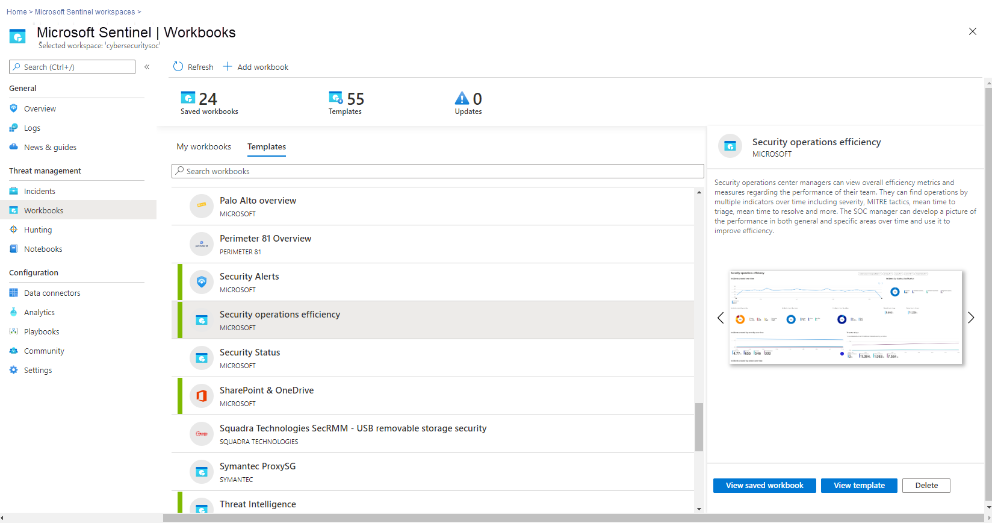 Home > Microsoft Sentinel workspaces >
Microsoft Sentinel | Workbooks
Selected workspace: 'cybersecuritysoc'
Search (Ctrl+/)
«
Refresh
Add workbook
General
Overview
Logs
News & guides
Threat management
Incidents
Workbooks
Hunting
Notebooks
Configuration
Data connectors
Analytics
Playbooks
Community
Settings
24
Saved workbooks
55
Templates
0
Updates
My workbooks
Templates
Search workbooks
Palo Alto overview
MICROSOFT
Perimeter 81 Overview
PERIMETER 81
Security Alerts
MICROSOFT
Security operations efficiency
MICROSOFT
Security Status
MICROSOFT
SharePoint & OneDrive
MICROSOFT
Squadra Technologies SecRMM - USB removable storage security
SQUADRA TECHNOLOGIES
Symantec ProxySG
SYMANTEC
Threat Intelligence
Security operations efficiency
MICROSOFT
Security operations center managers can view overall efficiency metrics and
measures regarding the performance of their team. They can find operations by
multiple indicators over time including severity, MITRE tactics, mean time to
triage, mean time to resolve and more. The SOC manager can develop a picture of
the performance in both general and specific areas over time and use it to
improve efficiency.
Security operations efficiency
View saved workbook
View template
Delete